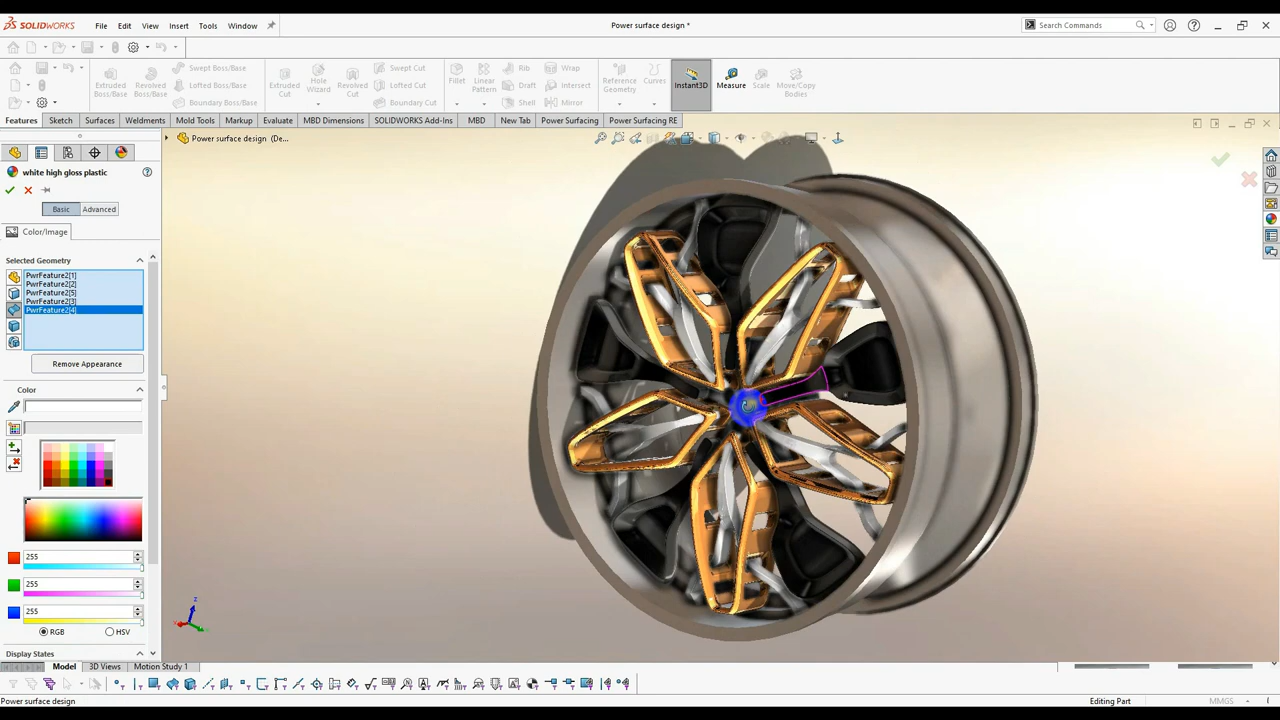 SOLIDWORKS File Edit View Insert Tools Window Power surface design * Search Commands
Swept Boss/Base Swept Cut Rib Wrap
Extruded Boss/Base Revolved Boss/Base Lofted Boss/Base Extruded Cut Hole Wizard Revolved Cut Lofted Cut Fillet Linear Pattern Draft Intersect Reference Geometry Curves Instant3D Measure Scale Move/Copy Bodies
Boundary Boss/Base Boundary Cut Shell Mirror
Features Sketch Surfaces Weldments Mold Tools Markup Evaluate MBD Dimensions SOLIDWORKS Add-Ins MBD New Tab Power Surfacing Power Surfacing RE
Power surface design (De...
white high gloss plastic
Basic Advanced
Color/Image
Selected Geometry
PwrFeature2[1]
PwrFeature2[2]
PwrFeature2[5]
PwrFeature2[3]
PwrFeature2[4]
Remove Appearance
Color
255
255
255
RGB HSV
Display States
Model 3D Views Motion Study 1
Power surface design Editing Part MMGS